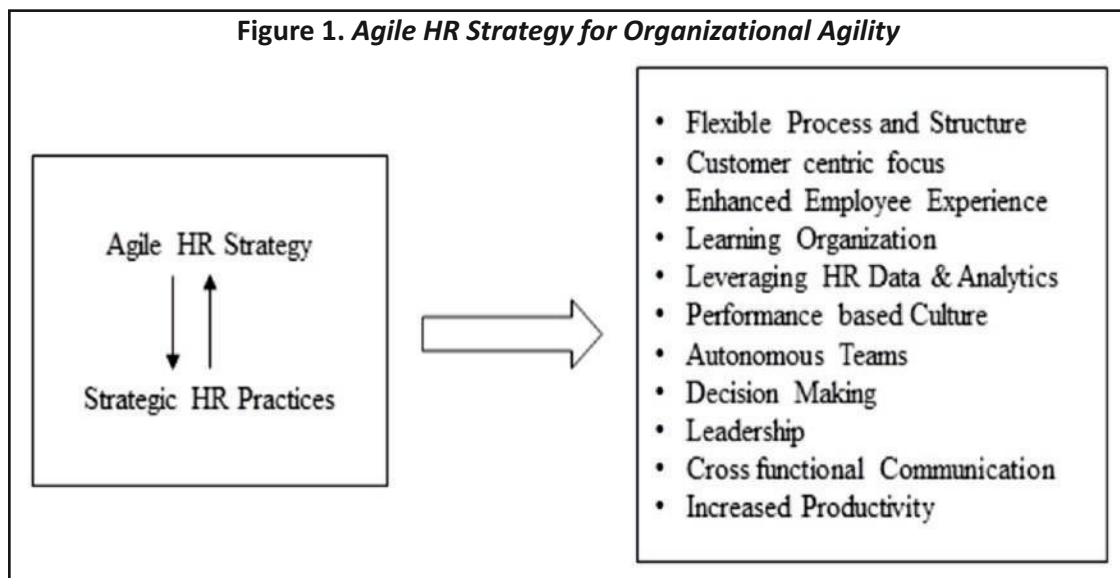 Figure 1. Agile HR Strategy for Organizational Agility
Agile HR Strategy
Strategic HR Practices
• Flexible Process and Structure
• Customer centric focus
• Enhanced Employee Experience
• Learning Organization
• Leveraging HR Data & Analytics
• Performance based Culture
• Autonomous Teams
• Decision Making
• Leadership
• Cross functional Communication
• Increased Productivity